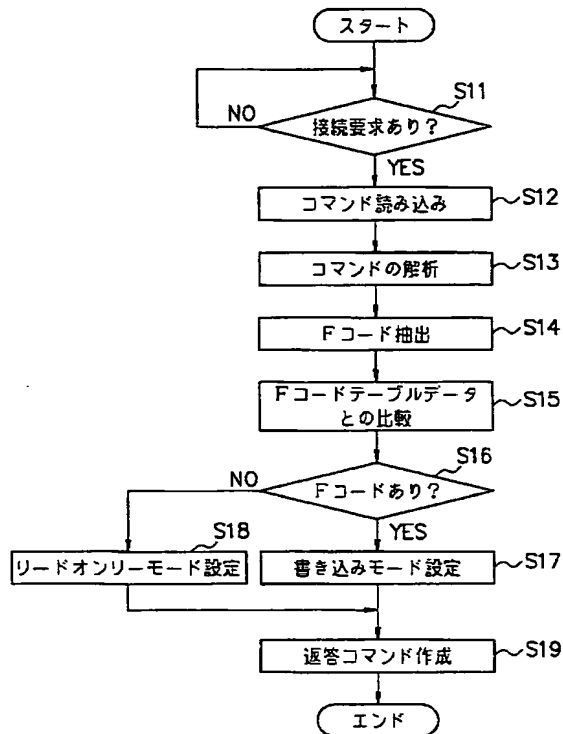 スタート
S11
NO
接続要求あり?
YES
コマンド読み込み
S12
コマンドの解析
S13
Fコード抽出
S14
Fコードテーブルデータ
との比較
S15
S16
NO
Fコードあり?
S18
YES
リードオンリーモード設定
書き込みモード設定
S17
返答コマンド作成
S19
エンド